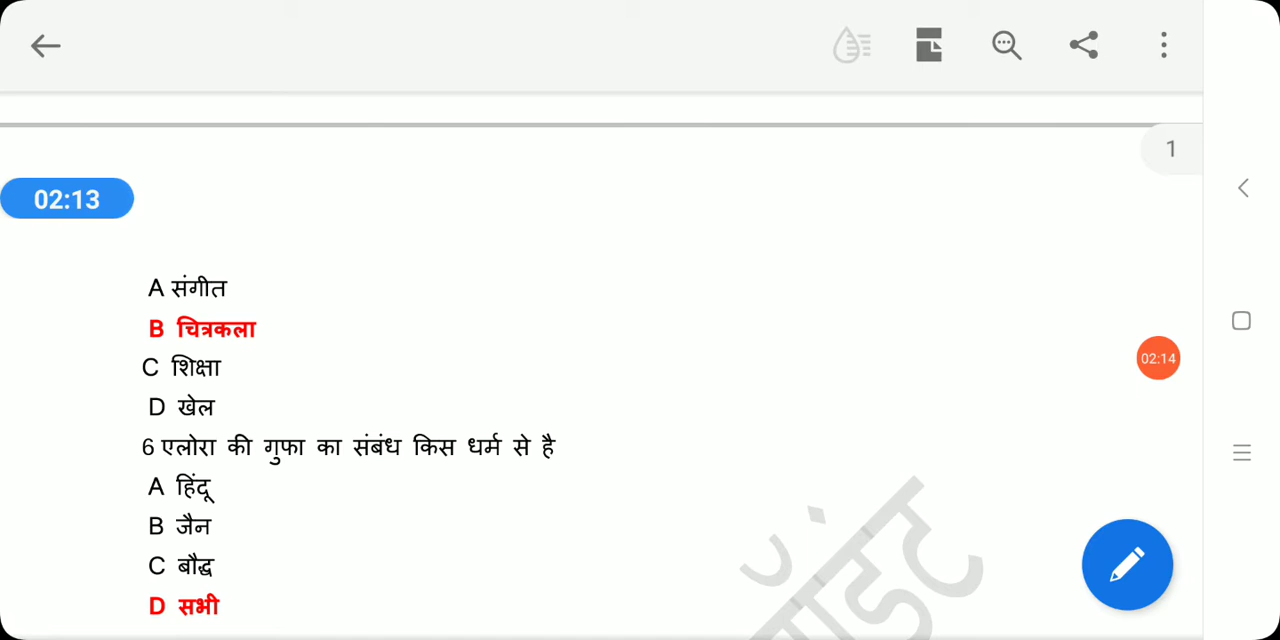 1
02:13
A संगीत
B चित्रकला
C शिक्षा
02:14
D खेल
6 एलोरा की गुफा का संबंध किस धर्म से है
A हिंदू
B जैन
C बौद्ध
D सभी